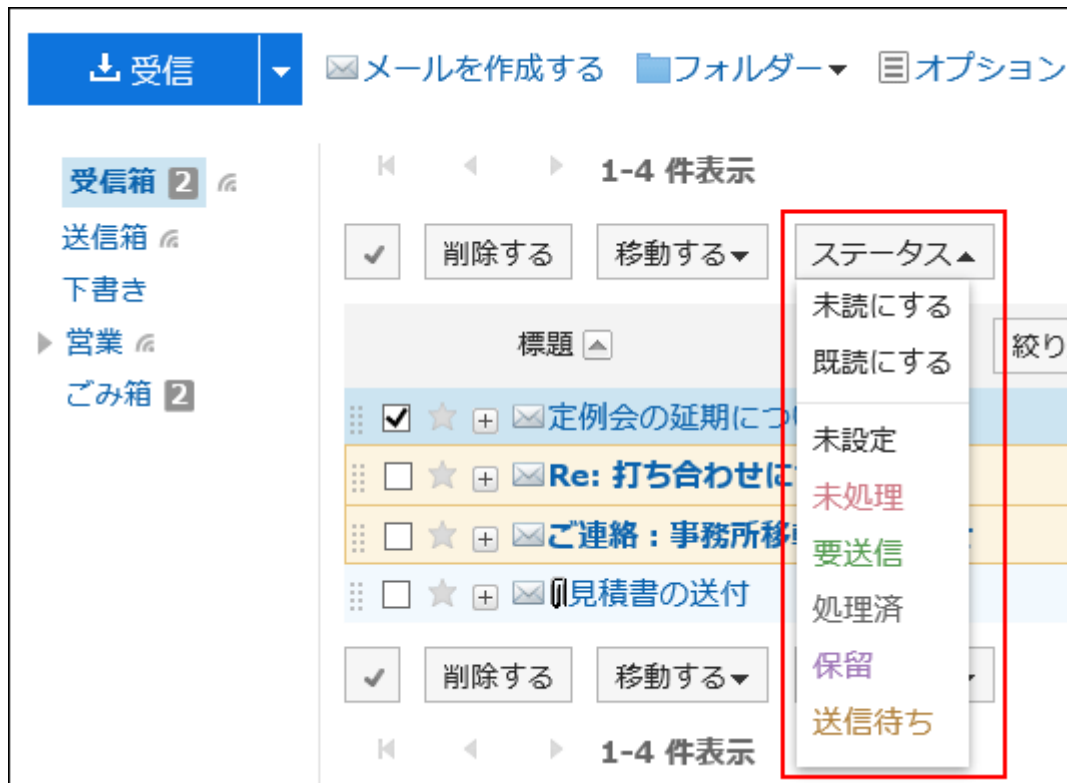 受信 メールを作成する フォルダー オプション
受信箱 2
送信箱
下書き
営業
ごみ箱 2
1-4 件表示
削除する 移動する ステータス
未読にする
既読にする
未設定
未処理
要送信
処理済
保留
送信待ち
標題 絞り
定例会の延期につ
Re: 打ち合わせに
ご連絡：事務所移
見積書の送付
削除する 移動する
1-4 件表示